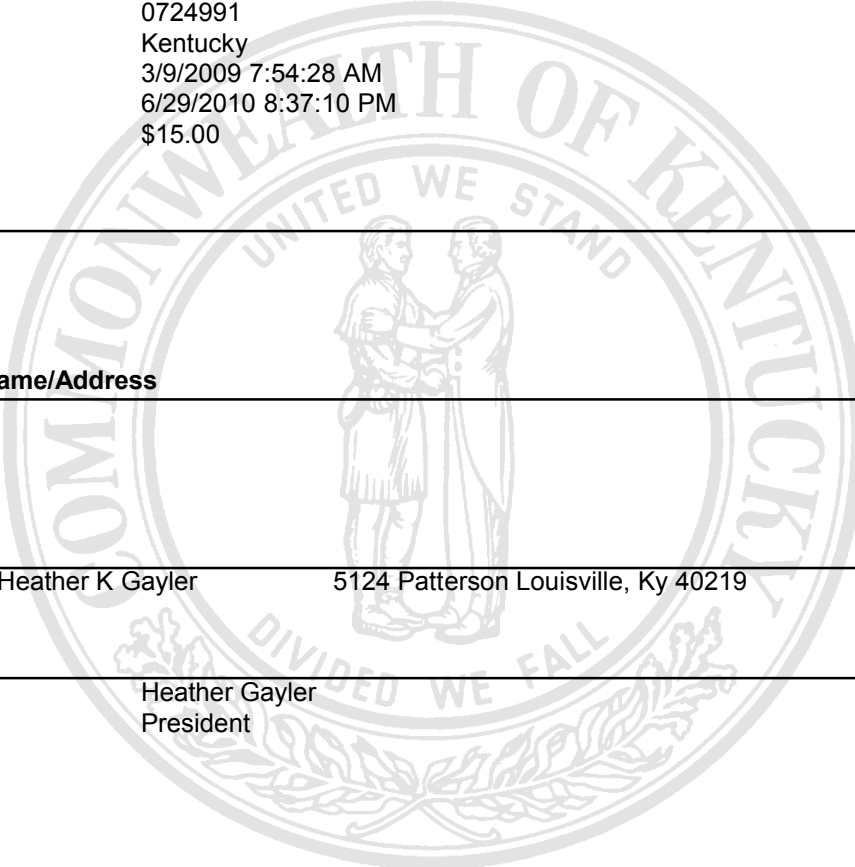 0724991
Kentucky
3/9/2009 7:54:28 AM
6/29/2010 8:37:10 PM
$15.00
COMMONWEALTH OF KENTUCKY
UNITED WE STAND
ame/Address
Heather K Gayler 5124 Patterson Louisville, Ky 40219
DIVIDED WE FALL
Heather Gayler
President